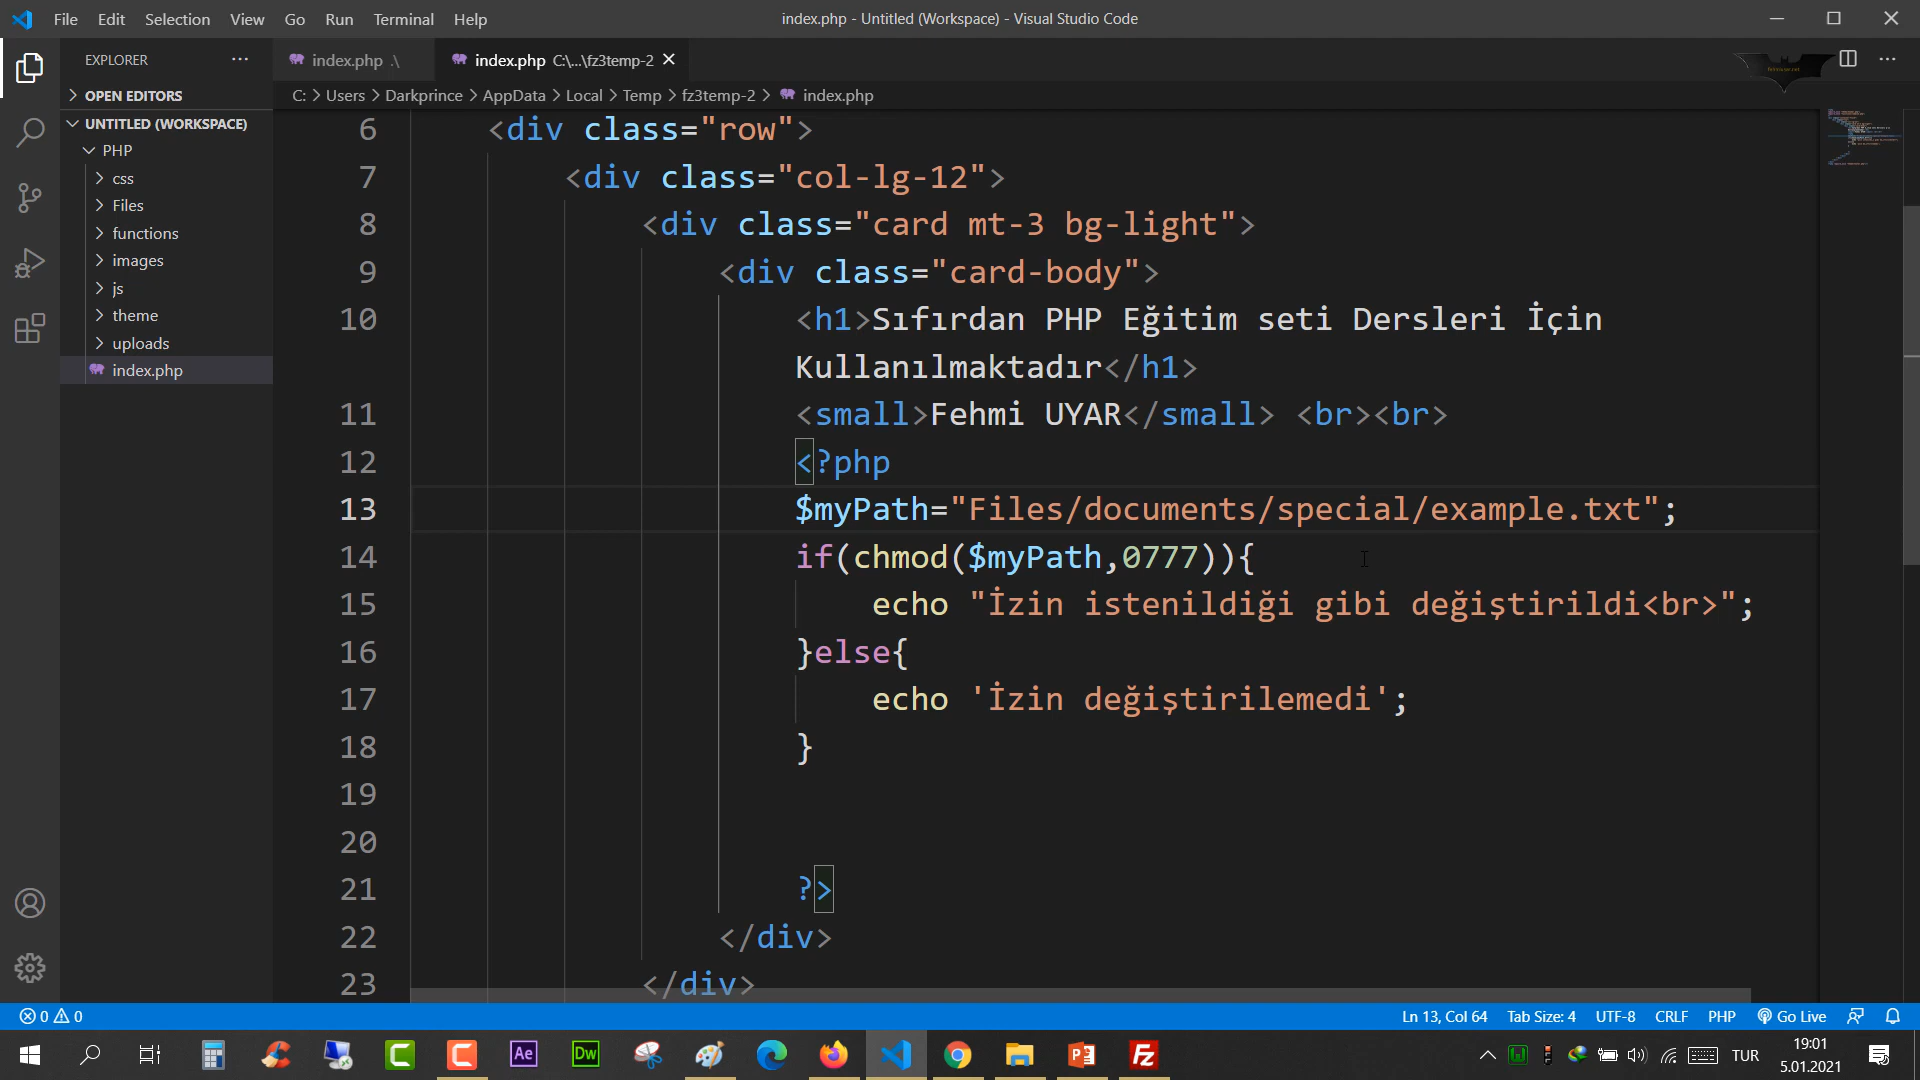 File Edit Selection View Go Run Terminal Help
index.php - Untitled (Workspace) - Visual Studio Code
EXPLORER
index.php .\
index.php C:\...\fz3temp-2
OPEN EDITORS
C: > Users > Darkprince > AppData > Local > Temp > fz3temp-2 > index.php
UNTITLED (WORKSPACE)
PHP
css
Files
functions
images
js
theme
uploads
index.php
6 <div class="row">
7 <div class="col-lg-12">
8 <div class="card mt-3 bg-light">
9 <div class="card-body">
10 <h1>Sıfırdan PHP Eğitim seti Dersleri İçin
Kullanılmaktadır</h1>
11 <small>Fehmi UYAR</small> <br><br>
12 <?php
13 $myPath="Files/documents/special/example.txt";
14 if(chmod($myPath,0777)){
15 echo "İzin istenildiği gibi değiştirildi<br>";
16 }else{
17 echo 'İzin değiştirilemedi';
18 }
19
20
21 ?>
22 </div>
23 </div>
0 0
Ln 13, Col 64 Tab Size: 4 UTF-8 CRLF PHP Go Live
Ae Dw Fz
TUR
19:01
5.01.2021